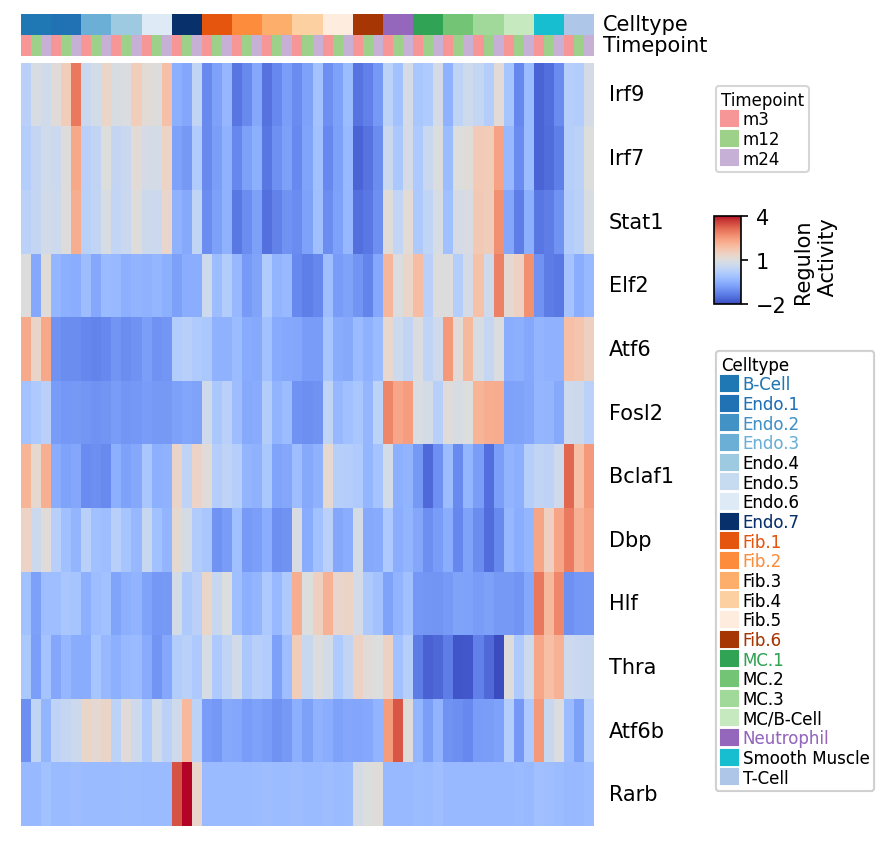 Celltype
Timepoint
Irf9
Irf7
Stat1
Elf2
Atf6
Fosl2
Bclaf1
Dbp
Hlf
Thra
Atf6b
Rarb
Timepoint
m3
m12
m24
4
1
−2
Regulon
Activity
Celltype
B-Cell
Endo.1
Endo.2
Endo.3
Endo.4
Endo.5
Endo.6
Endo.7
Fib.1
Fib.2
Fib.3
Fib.4
Fib.5
Fib.6
MC.1
MC.2
MC.3
MC/B-Cell
Neutrophil
Smooth Muscle
T-Cell